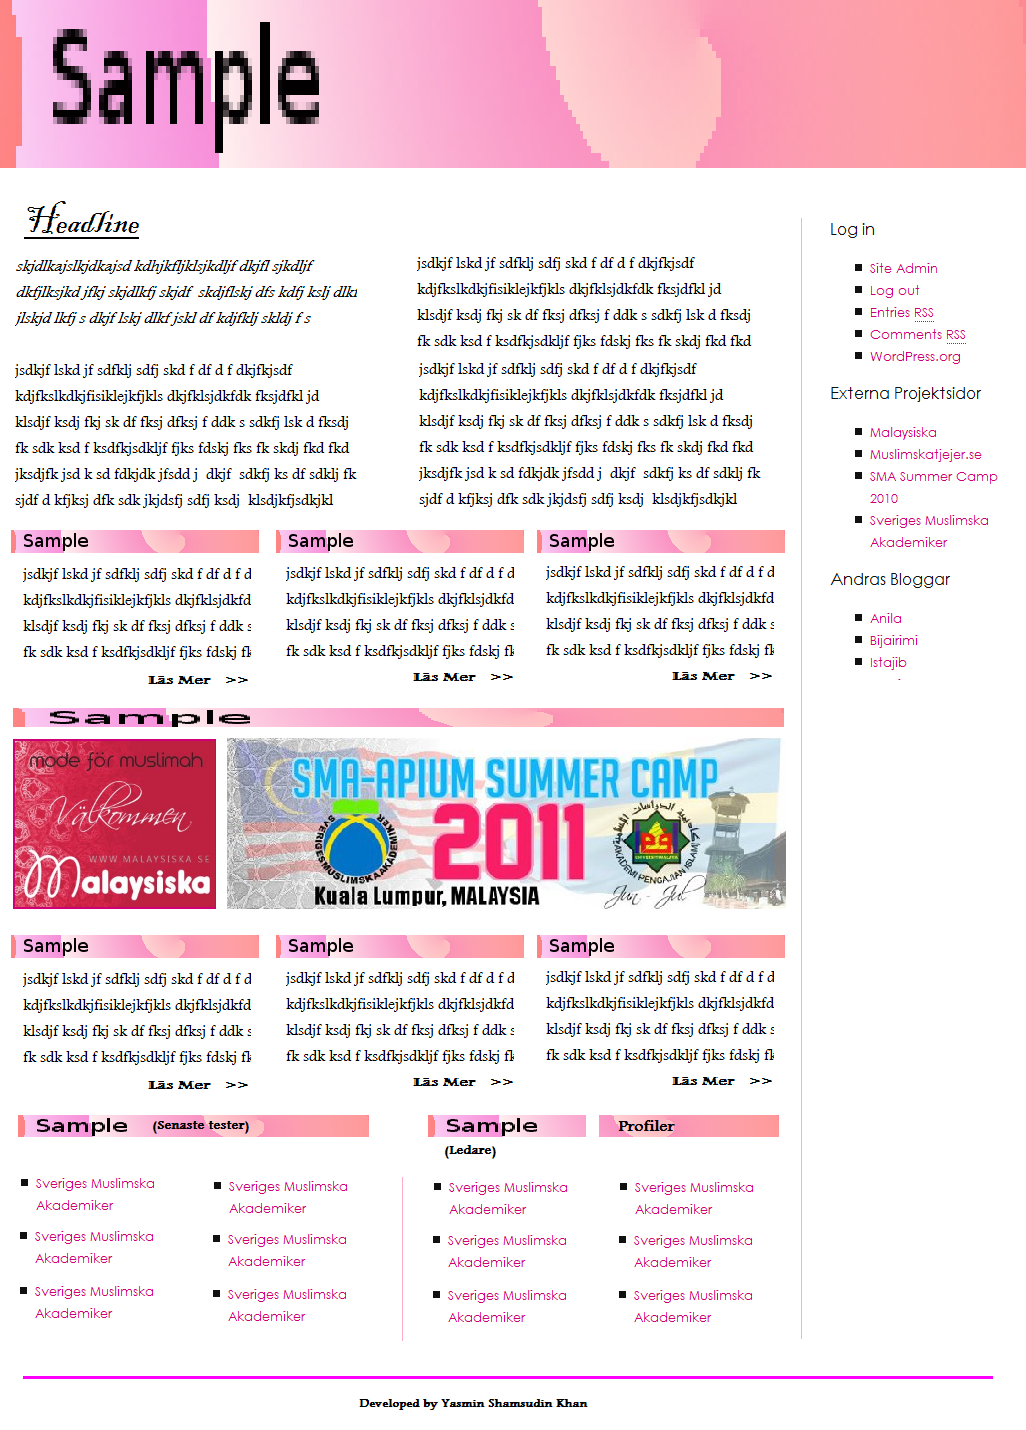 Sample
Headline
skjdlkajslkjdkajsd kdhjkfljklsjkdljf dkjfl sjkdljf
dkfjlksjkd jfkj skjdlkfj skjdf skdjflskj dfs kdfj kslj dlkı
jlskjd lkfj s dkjf lskj dlkf jskl df kdjfklj skldj f s
jsdkjf lskd jf sdfklj sdfj skd f df d f dkjfkjsdf
kdjfkslkdkjfisiklejkfjkls dkjfklsjdkfdk fksjdfkl jd
klsdjf ksdj fkj sk df fksj dfksj f ddk s sdkfj lsk d fksdj
fk sdk ksd f ksdfkjsdkljf fjks fdskj fks fk skdj fkd fkd
jksdjfk jsd k sd fdkjdk jfsdd j dkjf sdkfj ks df sdklj fk
sjdf d kfjksj dfk sdk jkjdsfj sdfj ksdj klsdjkfjsdkjkl
jsdkjf lskd jf sdfklj sdfj skd f df d f dkjfkjsdf
kdjfkslkdkjfisiklejkfjkls dkjfklsjdkfdk fksjdfkl jd
klsdjf ksdj fkj sk df fksj dfksj f ddk s sdkfj lsk d fksdj
fk sdk ksd f ksdfkjsdkljf fjks fdskj fks fk skdj fkd fkd
jsdkjf lskd jf sdfklj sdfj skd f df d f dkjfkjsdf
kdjfkslkdkjfisiklejkfjkls dkjfklsjdkfdk fksjdfkl jd
klsdjf ksdj fkj sk df fksj dfksj f ddk s sdkfj lsk d fksdj
fk sdk ksd f ksdfkjsdkljf fjks fdskj fks fk skdj fkd fkd
jksdjfk jsd k sd fdkjdk jfsdd j dkjf sdkfj ks df sdklj fk
sjdf d kfjksj dfk sdk jkjdsfj sdfj ksdj klsdjkfjsdkjkl
Log in
Site Admin
Log out
Entries RSS
Comments RSS
WordPress.org
Externa Projektsidor
Malaysiska
Muslimskatjejer.se
SMA Summer Camp
2010
Sveriges Muslimska
Akademiker
Andras Bloggar
Anila
Bijairimi
Istajib
Sample
jsdkjf lskd jf sdfklj sdfj skd f df d f d
kdjfkslkdkjfisiklejkfjkls dkjfklsjdkfd
klsdjf ksdj fkj sk df fksj dfksj f ddk s
fk sdk ksd f ksdfkjsdkljf fjks fdskj fk
Läs Mer >>
Sample
jsdkjf lskd jf sdfklj sdfj skd f df d f d
kdjfkslkdkjfisiklejkfjkls dkjfklsjdkfd
klsdjf ksdj fkj sk df fksj dfksj f ddk s
fk sdk ksd f ksdfkjsdkljf fjks fdskj fk
Läs Mer >>
Sample
jsdkjf lskd jf sdfklj sdfj skd f df d f d
kdjfkslkdkjfisiklejkfjkls dkjfklsjdkfd
klsdjf ksdj fkj sk df fksj dfksj f ddk s
fk sdk ksd f ksdfkjsdkljf fjks fdskj fk
Läs Mer >>
Sample
mode för muslimah
Välkommen
WWW.MALAYSISKA.SE
Malaysiska
SMA-APIUM SUMMER CAMP
2011
SVERIGES MUSLIMSKA AKADEMIKER
AKADEMI PENGAJIAN ISLAM
Kuala Lumpur, MALAYSIA
Jun - Jul
Sample
jsdkjf lskd jf sdfklj sdfj skd f df d f d
kdjfkslkdkjfisiklejkfjkls dkjfklsjdkfd
klsdjf ksdj fkj sk df fksj dfksj f ddk s
fk sdk ksd f ksdfkjsdkljf fjks fdskj fk
Läs Mer >>
Sample
jsdkjf lskd jf sdfklj sdfj skd f df d f d
kdjfkslkdkjfisiklejkfjkls dkjfklsjdkfd
klsdjf ksdj fkj sk df fksj dfksj f ddk s
fk sdk ksd f ksdfkjsdkljf fjks fdskj fk
Läs Mer >>
Sample
jsdkjf lskd jf sdfklj sdfj skd f df d f d
kdjfkslkdkjfisiklejkfjkls dkjfklsjdkfd
klsdjf ksdj fkj sk df fksj dfksj f ddk s
fk sdk ksd f ksdfkjsdkljf fjks fdskj fk
Läs Mer >>
Sample (Senaste tester)
Sveriges Muslimska
Akademiker
Sveriges Muslimska
Akademiker
Sveriges Muslimska
Akademiker
Sveriges Muslimska
Akademiker
Sveriges Muslimska
Akademiker
Sveriges Muslimska
Akademiker
Sample
(Ledare)
Sveriges Muslimska
Akademiker
Sveriges Muslimska
Akademiker
Sveriges Muslimska
Akademiker
Profiler
Sveriges Muslimska
Akademiker
Sveriges Muslimska
Akademiker
Sveriges Muslimska
Akademiker
Developed by Yasmin Shamsudin Khan